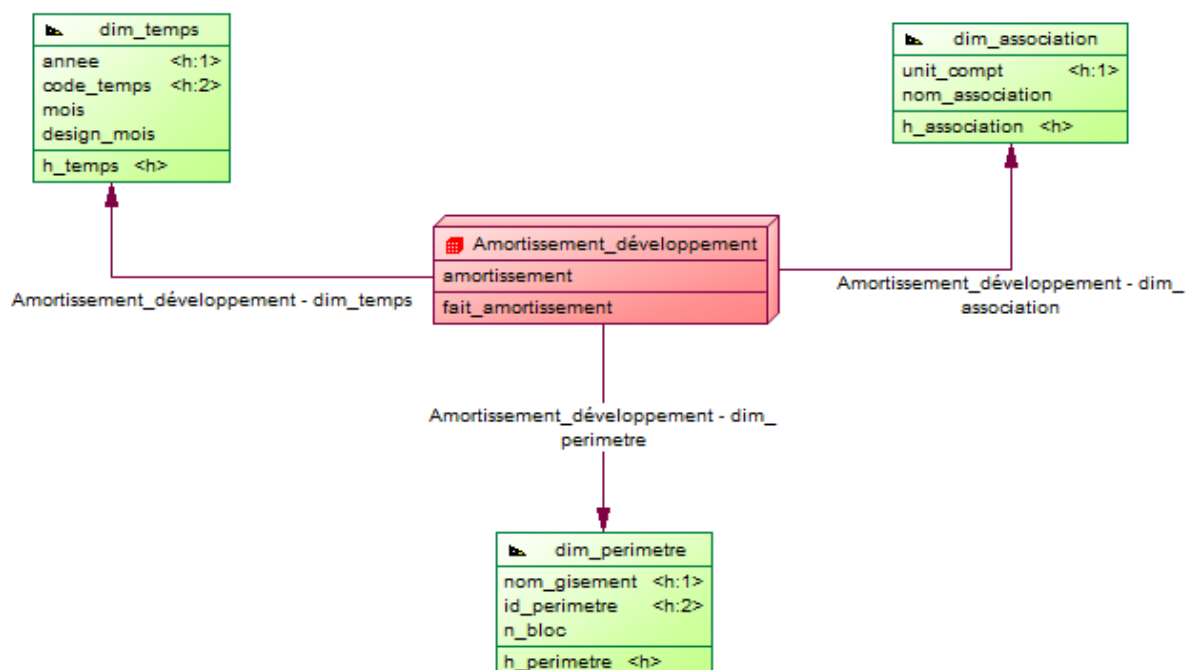 dim_temps
annee <h:1>
code_temps <h:2>
mois
design_mois
h_temps <h>
dim_association
unit_compt <h:1>
nom_association
h_association <h>
Amortissement_développement
amortissement
fait_amortissement
Amortissement_développement - dim_temps
Amortissement_développement - dim_
association
Amortissement_développement - dim_
perimetre
dim_perimetre
nom_gisement <h:1>
id_perimetre <h:2>
n_bloc
h_perimetre <h>